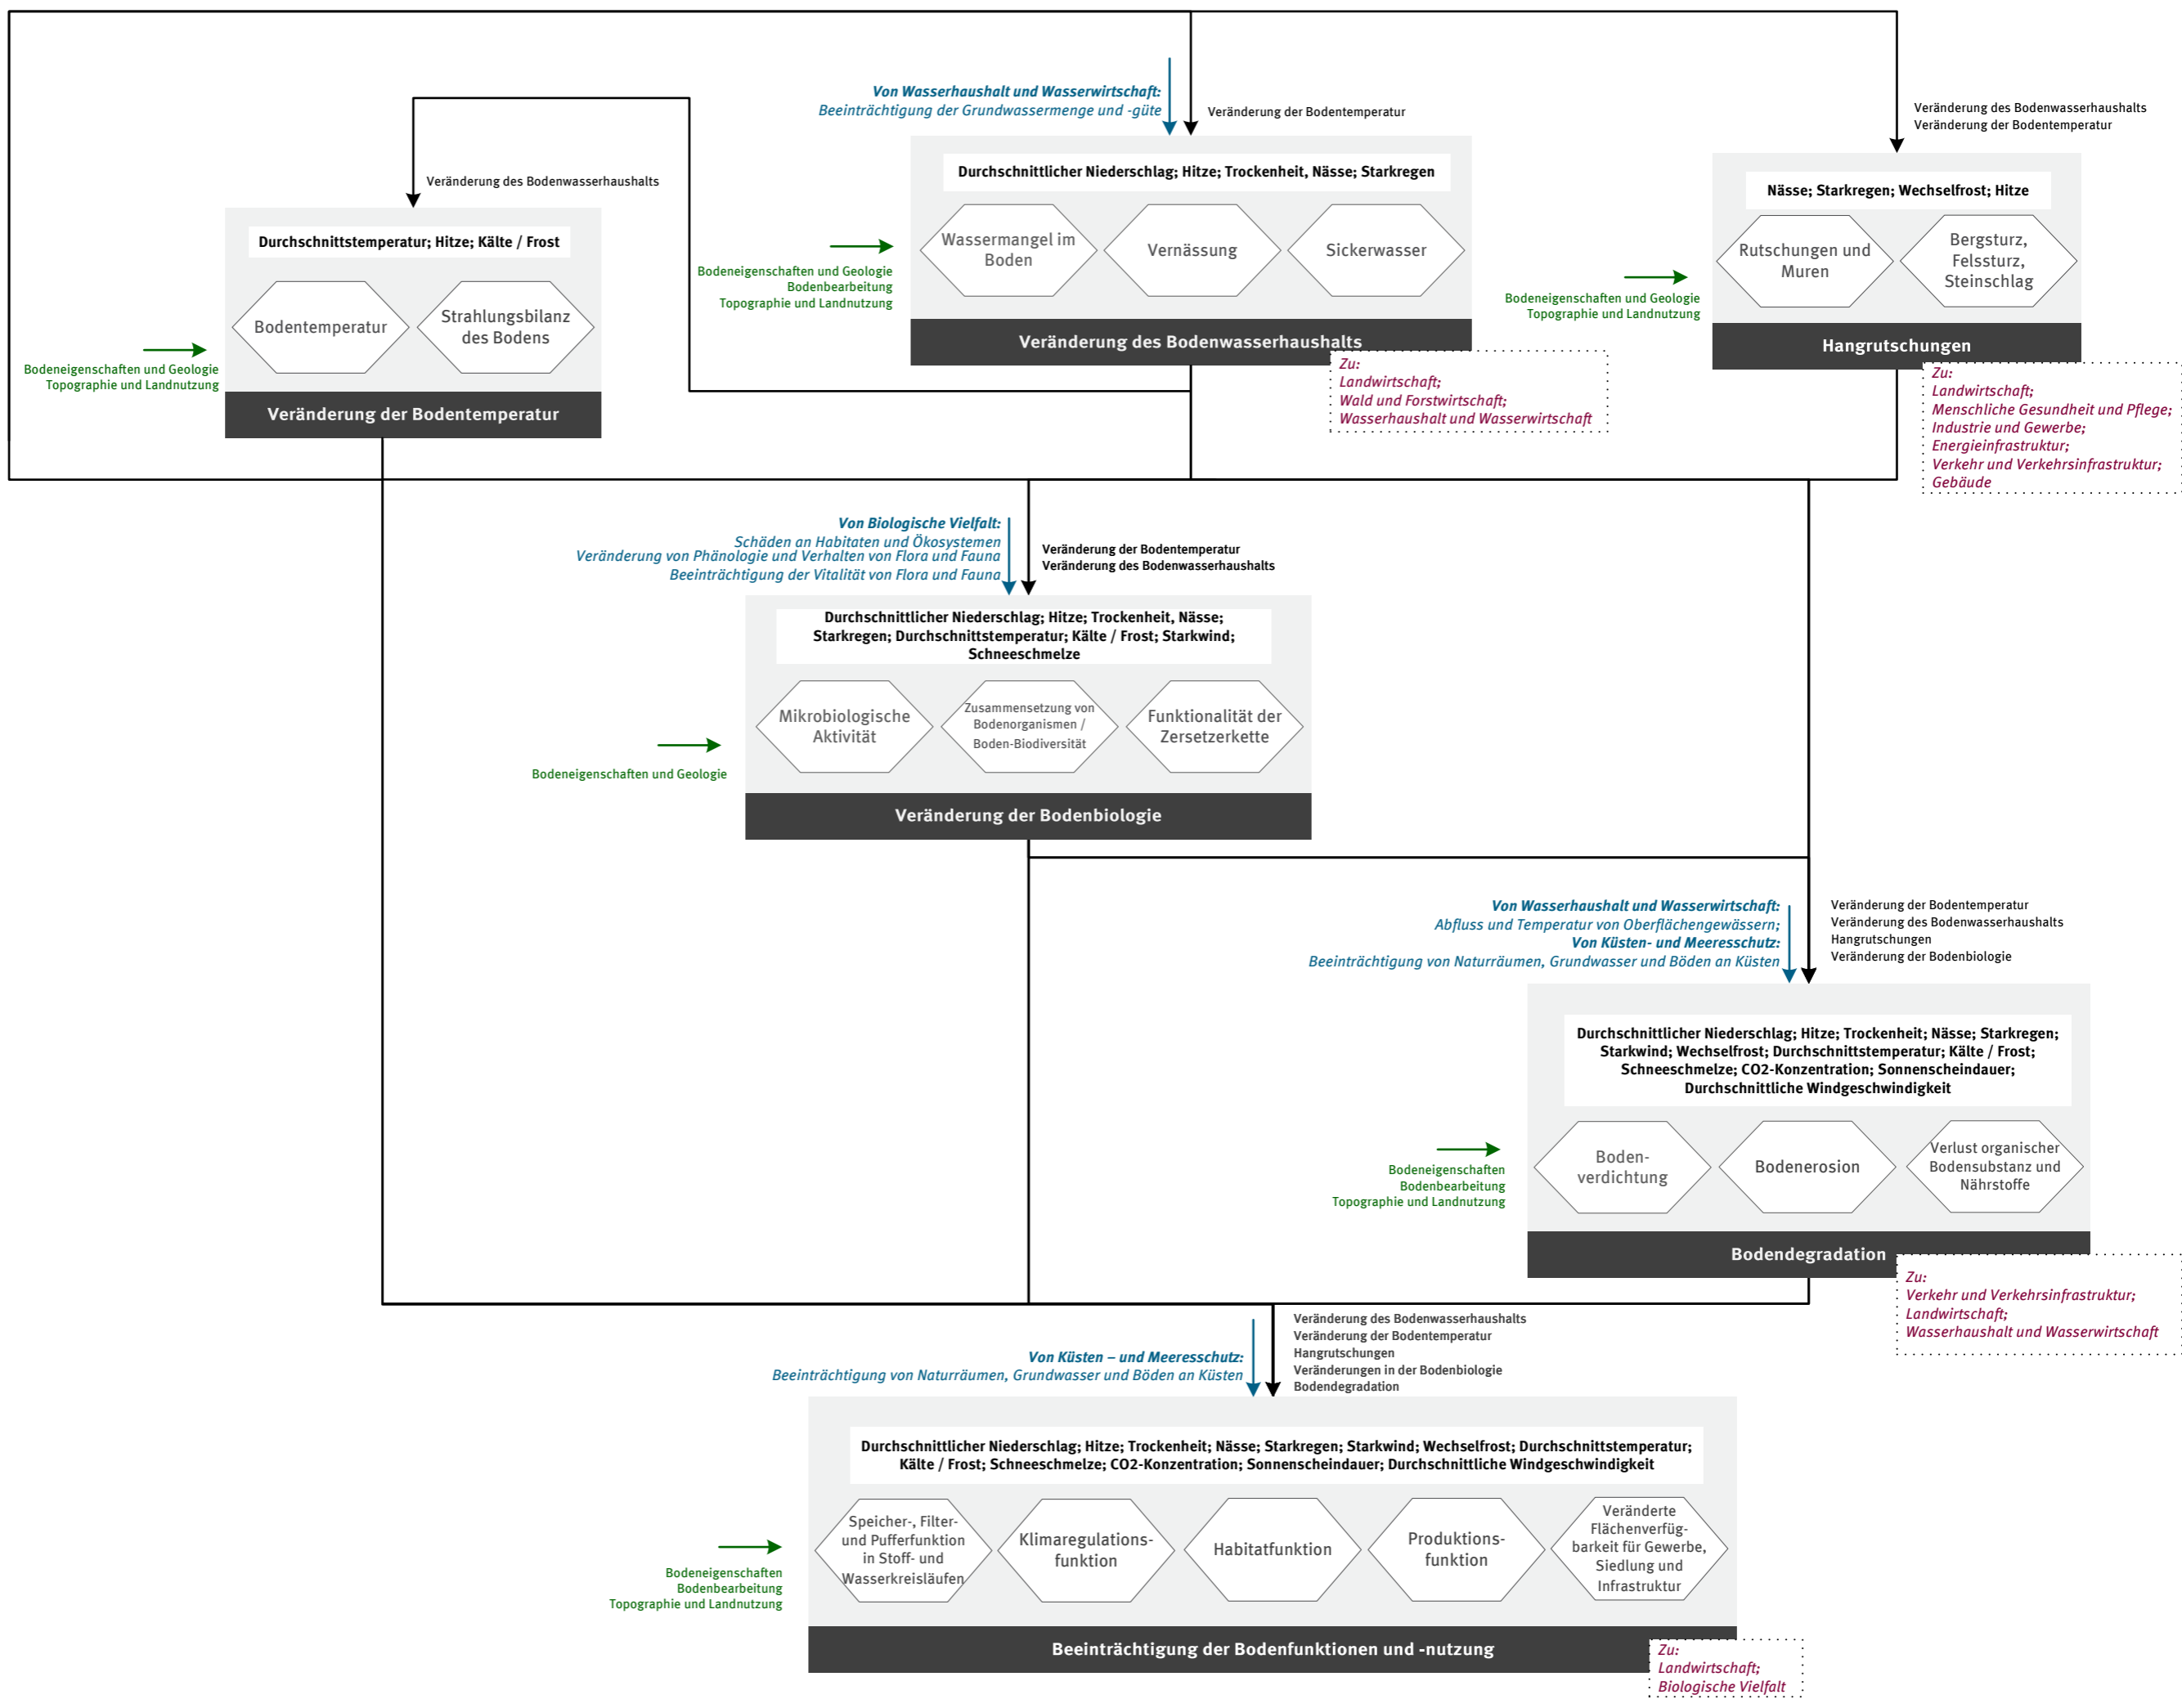 Von Wasserhaushalt und Wasserwirtschaft:
Beeinträchtigung der Grundwassermenge und -güte
Veränderung der Bodentemperatur
Veränderung des Bodenwasserhaushalts
Veränderung der Bodentemperatur
Veränderung des Bodenwasserhaushalts
Durchschnittstemperatur; Hitze; Kälte / Frost
Bodentemperatur
Strahlungsbilanz
des Bodens
Bodeneigenschaften und Geologie
Topographie und Landnutzung
Veränderung der Bodentemperatur
Durchschnittlicher Niederschlag; Hitze; Trockenheit, Nässe; Starkregen
Wassermangel im
Boden
Vernässung
Sickerwasser
Bodeneigenschaften und Geologie
Bodenbearbeitung
Topographie und Landnutzung
Veränderung des Bodenwasserhaushalts
Zu:
Landwirtschaft;
Wald und Forstwirtschaft;
Wasserhaushalt und Wasserwirtschaft
Nässe; Starkregen; Wechselfrost; Hitze
Rutschungen und
Muren
Bergsturz,
Felssturz,
Steinschlag
Bodeneigenschaften und Geologie
Topographie und Landnutzung
Hangrutschungen
Zu:
Landwirtschaft;
Menschliche Gesundheit und Pflege;
Industrie und Gewerbe;
Energieinfrastruktur;
Verkehr und Verkehrsinfrastruktur;
Gebäude
Von Biologische Vielfalt:
Schäden an Habitaten und Ökosystemen
Veränderung von Phänologie und Verhalten von Flora und Fauna
Beeinträchtigung der Vitalität von Flora und Fauna
Veränderung der Bodentemperatur
Veränderung des Bodenwasserhaushalts
Durchschnittlicher Niederschlag; Hitze; Trockenheit, Nässe;
Starkregen; Durchschnittstemperatur; Kälte / Frost; Starkwind;
Schneeschmelze
Mikrobiologische
Aktivität
Zusammensetzung von
Bodenorganismen /
Boden-Biodiversität
Funktionalität der
Zersetzerkette
Bodeneigenschaften und Geologie
Veränderung der Bodenbiologie
Von Wasserhaushalt und Wasserwirtschaft:
Abfluss und Temperatur von Oberflächengewässern;
Von Küsten- und Meeresschutz:
Beeinträchtigung von Naturräumen, Grundwasser und Böden an Küsten
Veränderung der Bodentemperatur
Veränderung des Bodenwasserhaushalts
Hangrutschungen
Veränderung der Bodenbiologie
Durchschnittlicher Niederschlag; Hitze; Trockenheit; Nässe; Starkregen;
Starkwind; Wechselfrost; Durchschnittstemperatur; Kälte / Frost;
Schneeschmelze; CO2-Konzentration; Sonnenscheindauer;
Durchschnittliche Windgeschwindigkeit
Boden-
verdichtung
Bodenerosion
Verlust organischer
Bodensubstanz und
Nährstoffe
Bodeneigenschaften
Bodenbearbeitung
Topographie und Landnutzung
Bodendegradation
Zu:
Verkehr und Verkehrsinfrastruktur;
Landwirtschaft;
Wasserhaushalt und Wasserwirtschaft
Von Küsten – und Meeresschutz:
Beeinträchtigung von Naturräumen, Grundwasser und Böden an Küsten
Veränderung des Bodenwasserhaushalts
Veränderung der Bodentemperatur
Hangrutschungen
Veränderungen in der Bodenbiologie
Bodendegradation
Durchschnittlicher Niederschlag; Hitze; Trockenheit; Nässe; Starkregen; Starkwind; Wechselfrost; Durchschnittstemperatur;
Kälte / Frost; Schneeschmelze; CO2-Konzentration; Sonnenscheindauer; Durchschnittliche Windgeschwindigkeit
Speicher-, Filter-
und Pufferfunktion
in Stoff- und
Wasserkreisläufen
Klimaregulations-
funktion
Habitatfunktion
Produktions-
funktion
Veränderte
Flächenverfüg-
barkeit für Gewerbe,
Siedlung und
Infrastruktur
Bodeneigenschaften
Bodenbearbeitung
Topographie und Landnutzung
Beeinträchtigung der Bodenfunktionen und -nutzung
Zu:
Landwirtschaft;
Biologische Vielfalt